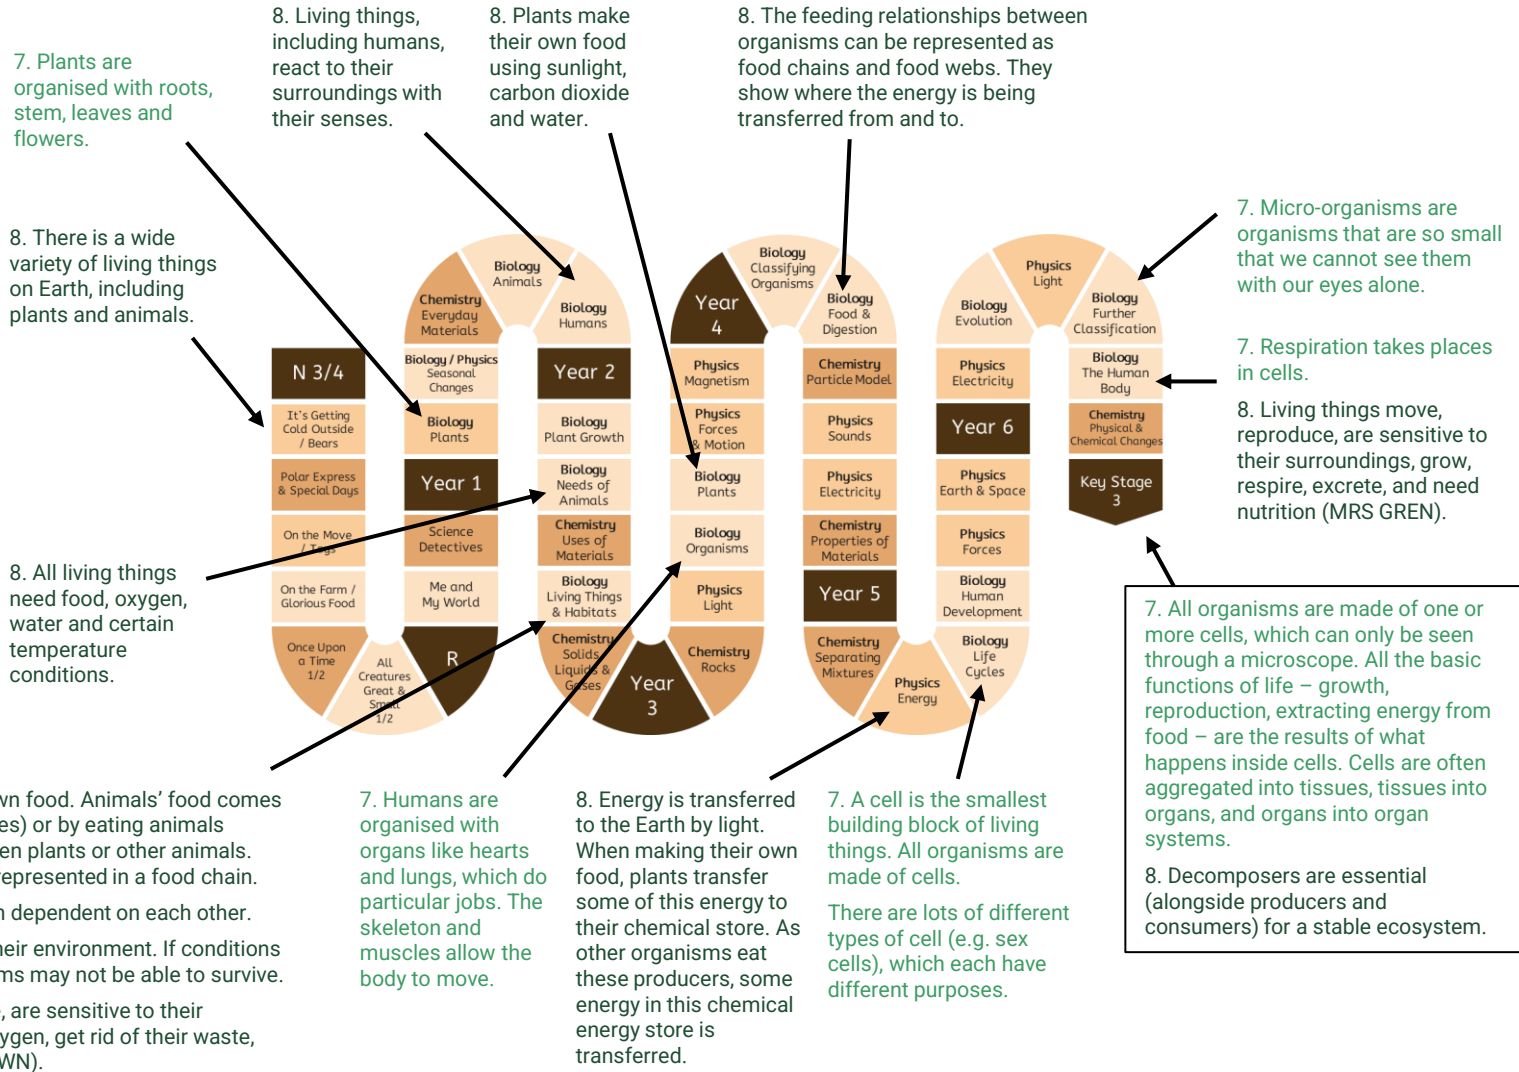 8. Living things,
including humans,
react to their
surroundings with
their senses.
8. Plants make
their own food
using sunlight,
carbon dioxide
and water.
8. The feeding relationships between
organisms can be represented as
food chains and food webs. They
show where the energy is being
transferred from and to.
7. Plants are
organised with roots,
stem, leaves and
flowers.
8. There is a wide
variety of living things
on Earth, including
plants and animals.
8. All living things
need food, oxygen,
water and certain
temperature
conditions.
N 3/4
It's Getting
Cold Outside
/ Bears
Polar Express
& Special Days
On the Move
/ Toys
On the Farm /
Glorious Food
Once Upon
a Time
1/2
All
Creatures
Great &
Small
1/2
R
Me and
My World
Science
Detectives
Year 1
Biology
Plants
Biology / Physics
Seasonal
Changes
Chemistry
Everyday
Materials
Biology
Animals
Biology
Humans
Year 2
Biology
Plant Growth
Biology
Needs of
Animals
Chemistry
Uses of
Materials
Biology
Living Things
& Habitats
Chemistry
Solids,
Liquids &
Gases
Year
3
Chemistry
Rocks
Physics
Light
Biology
Organisms
Biology
Plants
Physics
Forces
& Motion
Physics
Magnetism
Year
4
Biology
Classifying
Organisms
Biology
Food &
Digestion
Chemistry
Particle Model
Physics
Sounds
Physics
Electricity
Chemistry
Properties of
Materials
Year 5
Chemistry
Separating
Mixtures
Physics
Energy
Biology
Life
Cycles
Biology
Human
Development
Physics
Forces
Physics
Earth & Space
Year 6
Physics
Electricity
Biology
Evolution
Physics
Light
Biology
Further
Classification
Biology
The Human
Body
Chemistry
Physical &
Chemical Changes
Key Stage
3
7. Micro-organisms are
organisms that are so small
that we cannot see them
with our eyes alone.
7. Respiration takes places
in cells.
8. Living things move,
reproduce, are sensitive to
their surroundings, grow,
respire, excrete, and need
nutrition (MRS GREN).
7. All organisms are made of one or
more cells, which can only be seen
through a microscope. All the basic
functions of life – growth,
reproduction, extracting energy from
food – are the results of what
happens inside cells. Cells are often
aggregated into tissues, tissues into
organs, and organs into organ
systems.
8. Decomposers are essential
(alongside producers and
consumers) for a stable ecosystem.
wn food. Animals' food comes
es) or by eating animals
en plants or other animals.
represented in a food chain.
n dependent on each other.
heir environment. If conditions
ms may not be able to survive.
, are sensitive to their
ygen, get rid of their waste,
WN).
7. Humans are
organised with
organs like hearts
and lungs, which do
particular jobs. The
skeleton and
muscles allow the
body to move.
8. Energy is transferred
to the Earth by light.
When making their own
food, plants transfer
some of this energy to
their chemical store. As
other organisms eat
these producers, some
energy in this chemical
energy store is
transferred.
7. A cell is the smallest
building block of living
things. All organisms are
made of cells.
There are lots of different
types of cell (e.g. sex
cells), which each have
different purposes.